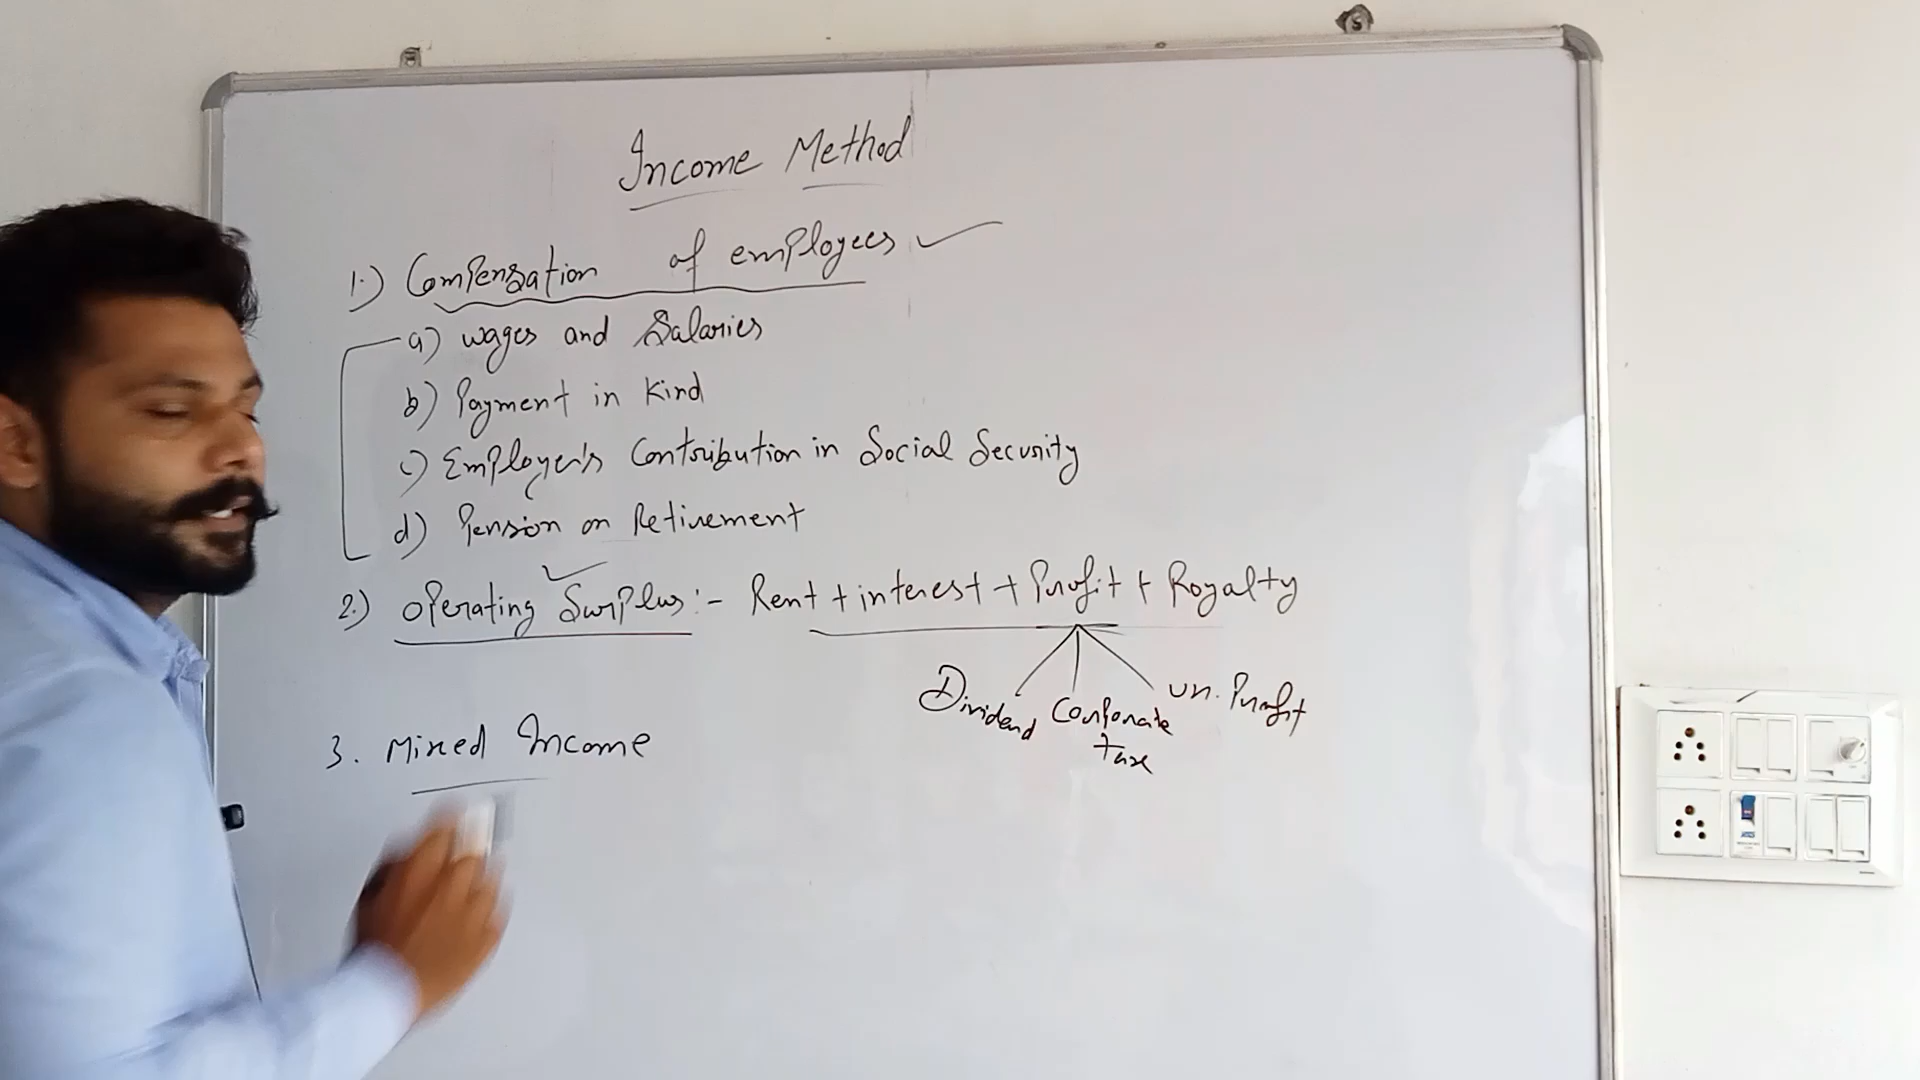 Income Method
1.) Compensation of employees ✓
a) wages and Salaries
b) Payment in Kind
c) Employer's Contribution in Social Security
d) Pension on Retirement
2.) Operating Surplus :- Rent + interest + Profit + Royalty
Dividend Corporate Tax un. Profit
3. Mixed Income